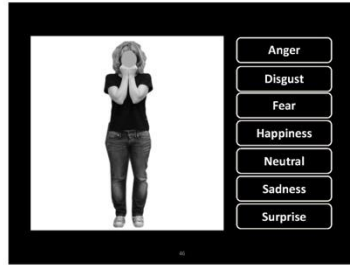 Anger
Disgust
Fear
Happiness
Neutral
Sadness
Surprise